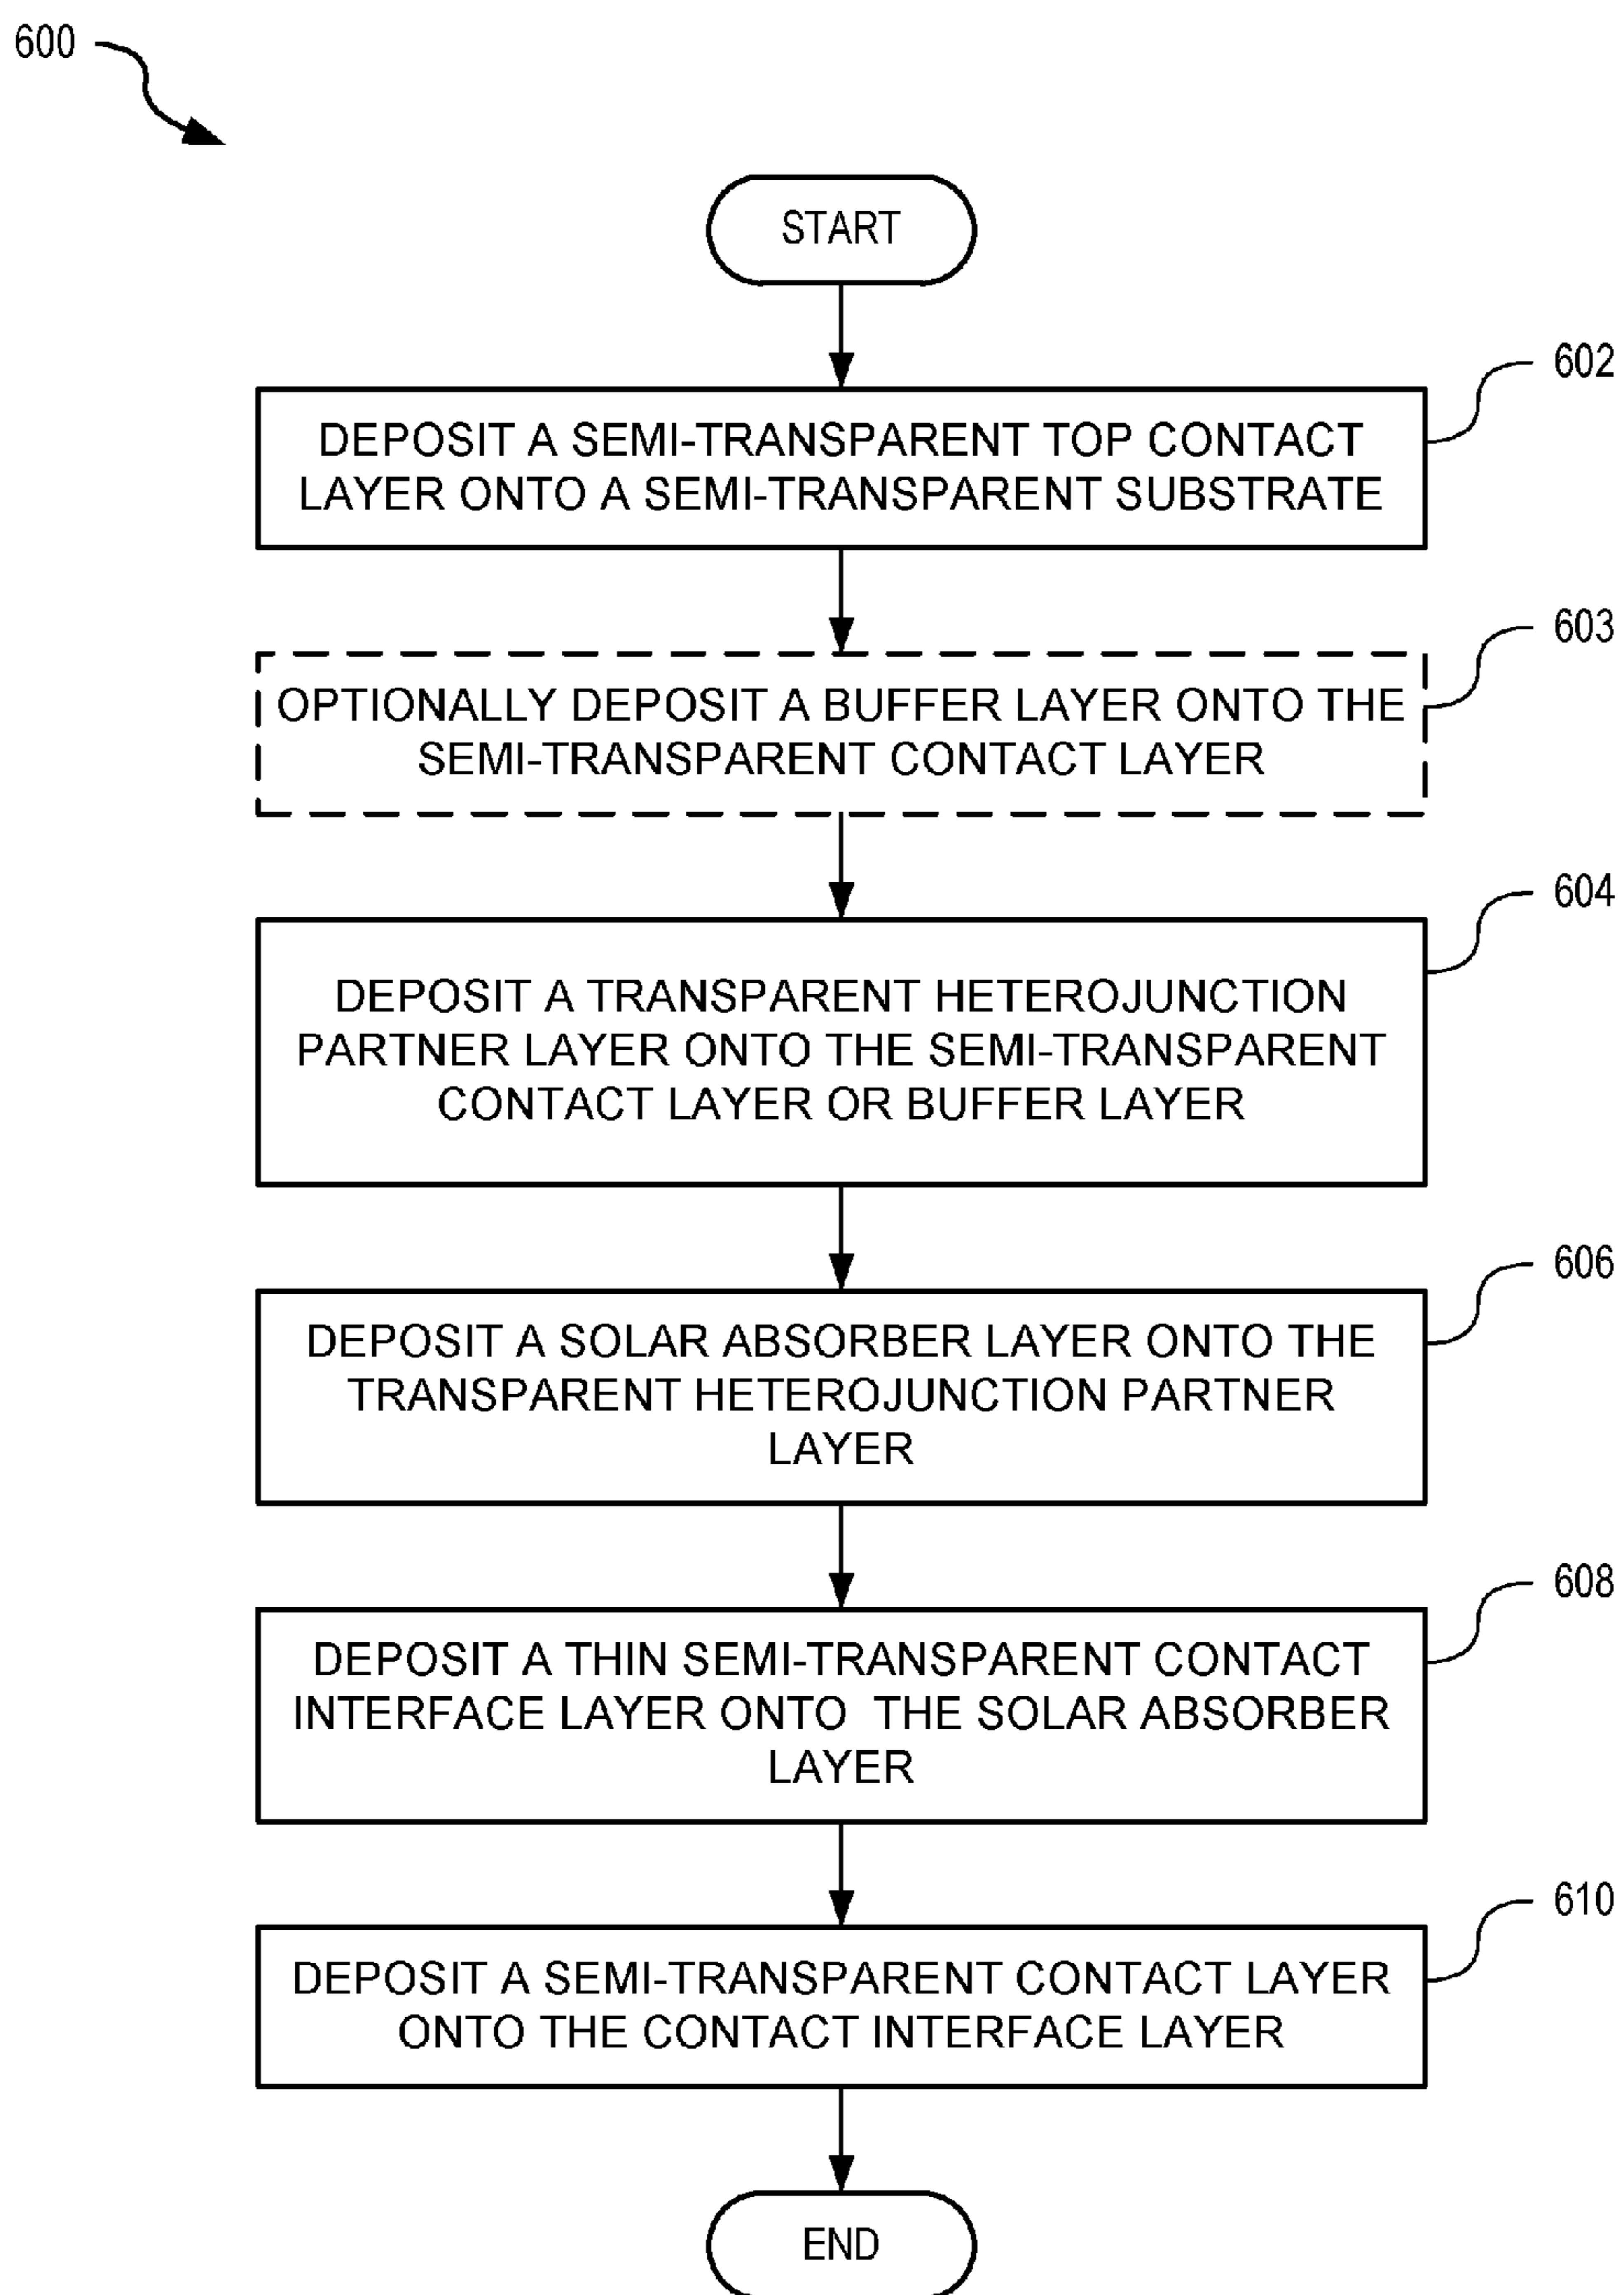 600
START
602
DEPOSIT A SEMI-TRANSPARENT TOP CONTACT
LAYER ONTO A SEMI-TRANSPARENT SUBSTRATE
603
OPTIONALLY DEPOSIT A BUFFER LAYER ONTO THE
SEMI-TRANSPARENT CONTACT LAYER
604
DEPOSIT A TRANSPARENT HETEROJUNCTION
PARTNER LAYER ONTO THE SEMI-TRANSPARENT
CONTACT LAYER OR BUFFER LAYER
606
DEPOSIT A SOLAR ABSORBER LAYER ONTO THE
TRANSPARENT HETEROJUNCTION PARTNER
LAYER
608
DEPOSIT A THIN SEMI-TRANSPARENT CONTACT
INTERFACE LAYER ONTO THE SOLAR ABSORBER
LAYER
610
DEPOSIT A SEMI-TRANSPARENT CONTACT LAYER
ONTO THE CONTACT INTERFACE LAYER
END